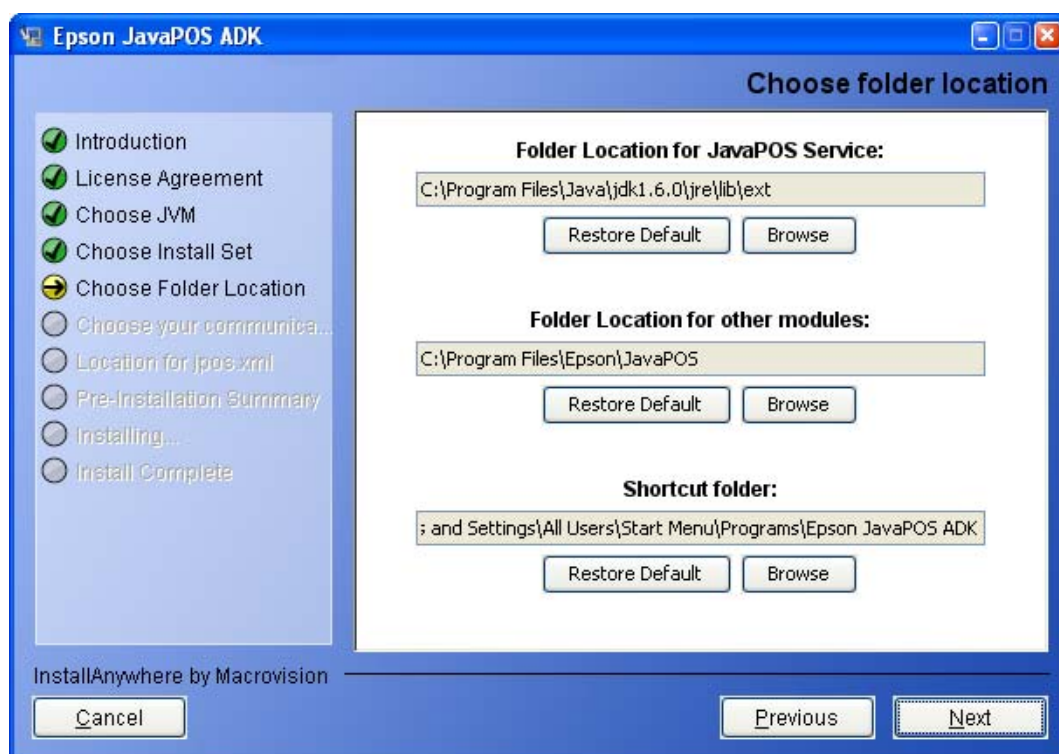 Epson JavaPOS ADK
Choose folder location
Introduction
License Agreement
Choose JVM
Choose Install Set
Choose Folder Location
Choose your communica...
Location for jpos.xml
Pre-Installation Summary
Installing...
Install Complete
Folder Location for JavaPOS Service:
C:\Program Files\Java\jdk1.6.0\jre\lib\ext
Restore Default Browse
Folder Location for other modules:
C:\Program Files\Epson\JavaPOS
Restore Default Browse
Shortcut folder:
; and Settings\All Users\Start Menu\Programs\Epson JavaPOS ADK
Restore Default Browse
InstallAnywhere by Macrovision
Cancel Previous Next